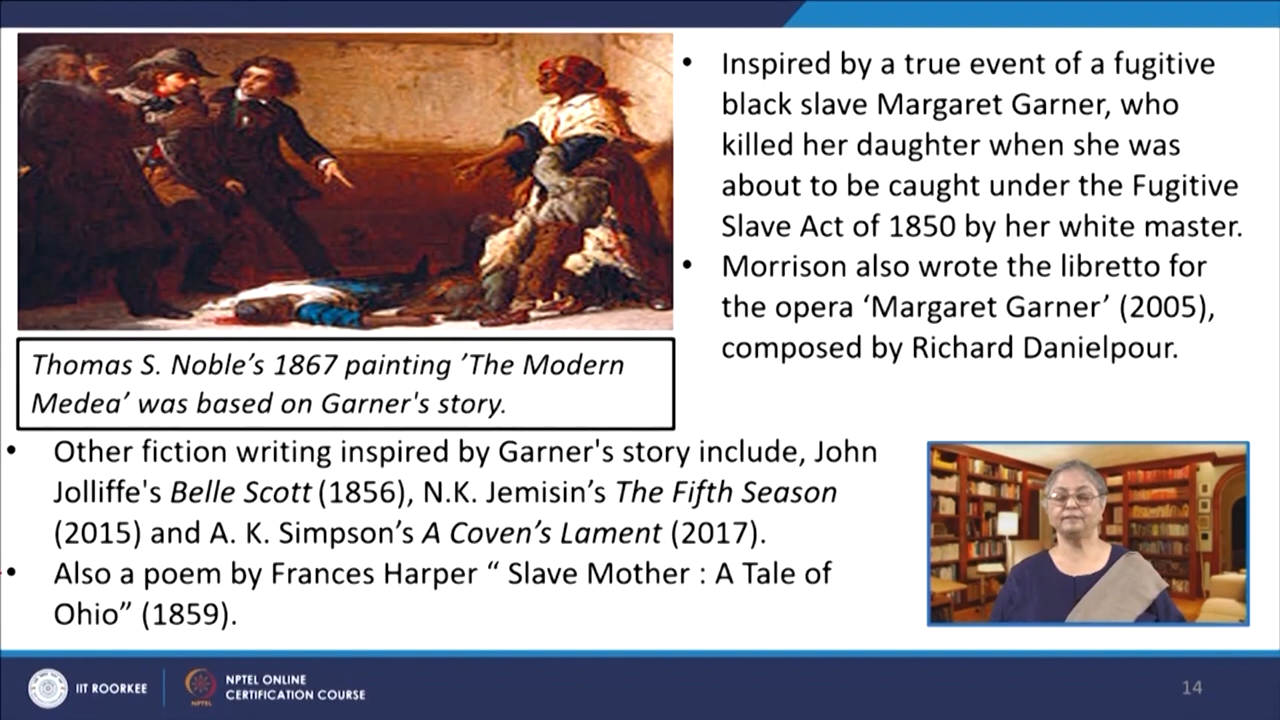 • Inspired by a true event of a fugitive
black slave Margaret Garner, who
killed her daughter when she was
about to be caught under the Fugitive
Slave Act of 1850 by her white master.
• Morrison also wrote the libretto for
the opera ‘Margaret Garner’ (2005),
composed by Richard Danielpour.
Thomas S. Noble’s 1867 painting ’The Modern
Medea’ was based on Garner's story.
• Other fiction writing inspired by Garner's story include, John
Jolliffe's Belle Scott (1856), N.K. Jemisin’s The Fifth Season
(2015) and A. K. Simpson’s A Coven’s Lament (2017).
• Also a poem by Frances Harper “ Slave Mother : A Tale of
Ohio” (1859).
IIT ROORKEE
NPTEL
NPTEL ONLINE
CERTIFICATION COURSE
14